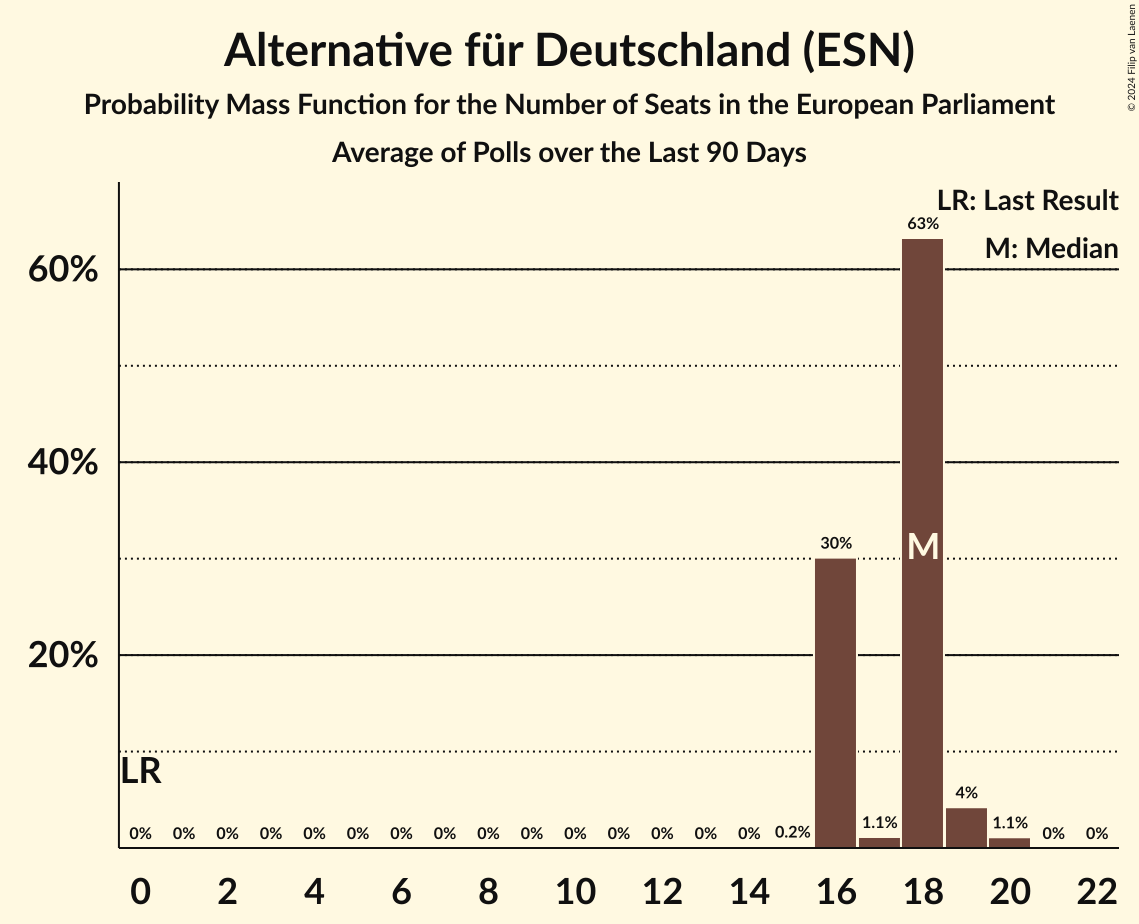 Alternative für Deutschland (ESN)
Probability Mass Function for the Number of Seats in the European Parliament
Average of Polls over the Last 90 Days
© 2024 Filip van Laenen
LR: Last Result
M: Median
63%
60%
40%
30%
M
20%
LR
0% 0% 0% 0% 0% 0% 0% 0% 0% 0% 0% 0% 0% 0% 0% 0.2% 1.1% 4% 1.1% 0% 0%
0 2 4 6 8 10 12 14 16 18 20 22